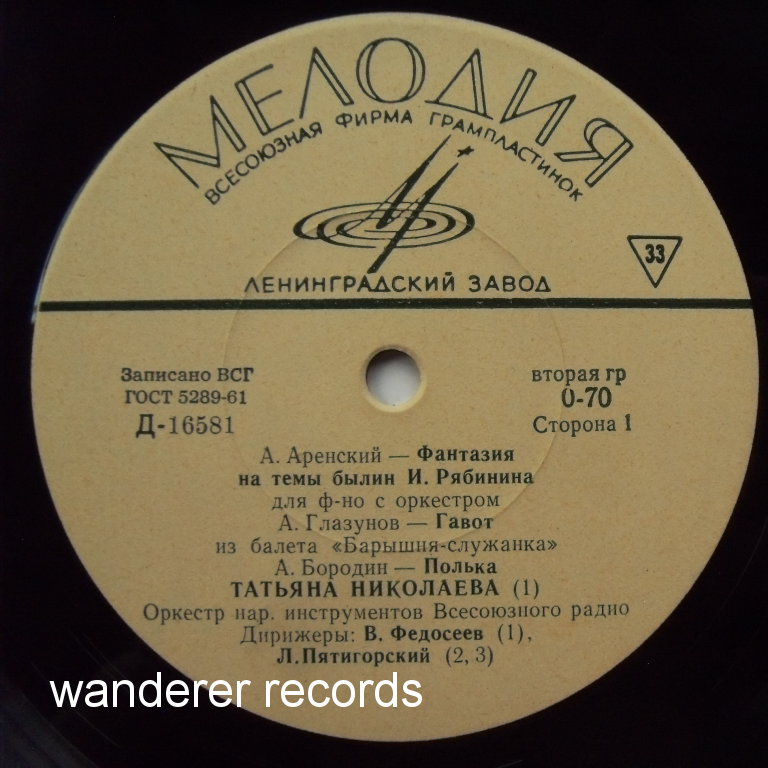 МЕЛОДИЯ
ВСЕСОЮЗНАЯ ФИРМА ГРАМПЛАСТИНОК
33
ЛЕНИНГРАДСКИЙ ЗАВОД
Записано ВСГ
ГОСТ 5289-61
Д-16581
вторая гр
0-70
Сторона 1
А. Аренский — Фантазия
на темы былин И. Рябинина
для ф-но с оркестром
А. Глазунов — Гавот
из балета «Барышня-служанка»
А. Бородин — Полька
ТАТЬЯНА НИКОЛАЕВА (1)
Оркестр нар. инструментов Всесоюзного радио
Дирижеры: В. Федосеев (1),
Л. Пятигорский (2, 3)
wanderer records